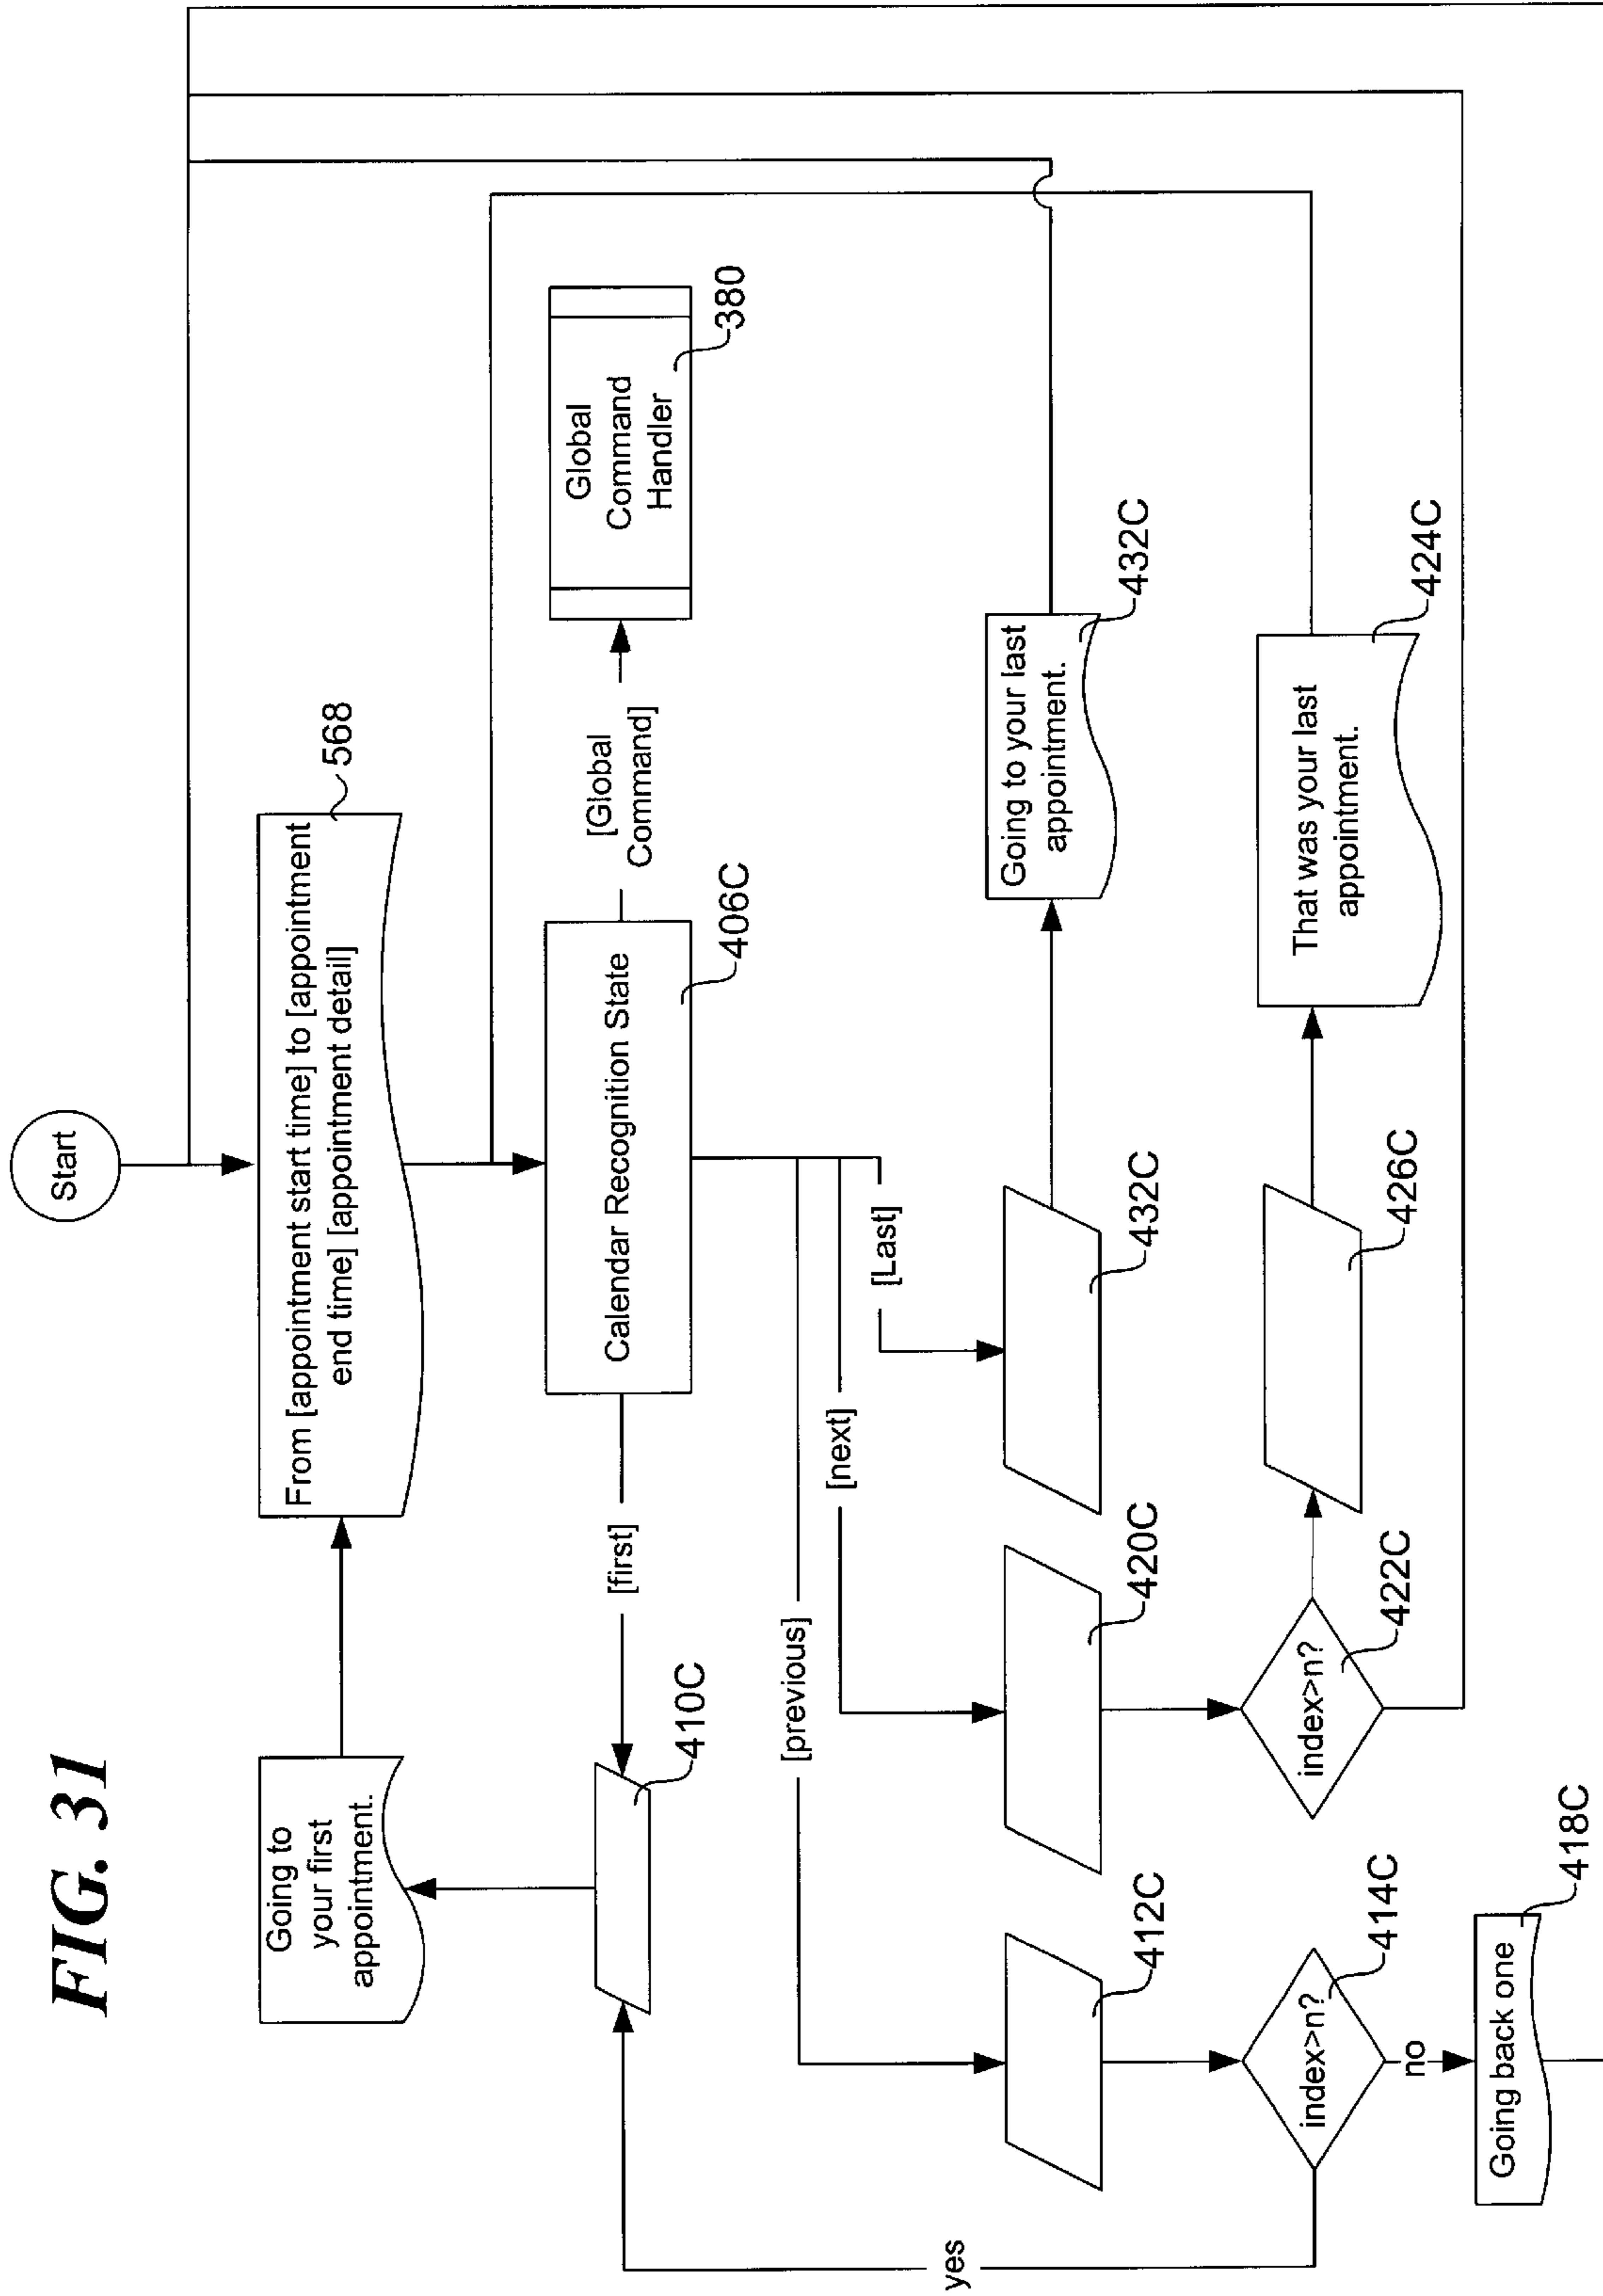 FIG. 31
Start
Going to
your first
appointment.
From [appointment start time] to [appointment
end time] [appointment detail]
568
[first]
Calendar Recognition State
406C
[Global
Command]
Global
Command
Handler
380
410C
[previous]
[next]
[Last]
412C
420C
432C
Going to your last
appointment.
432C
yes
index>n?
414C
index>n?
422C
426C
That was your last
appointment.
424C
no
Going back one
418C